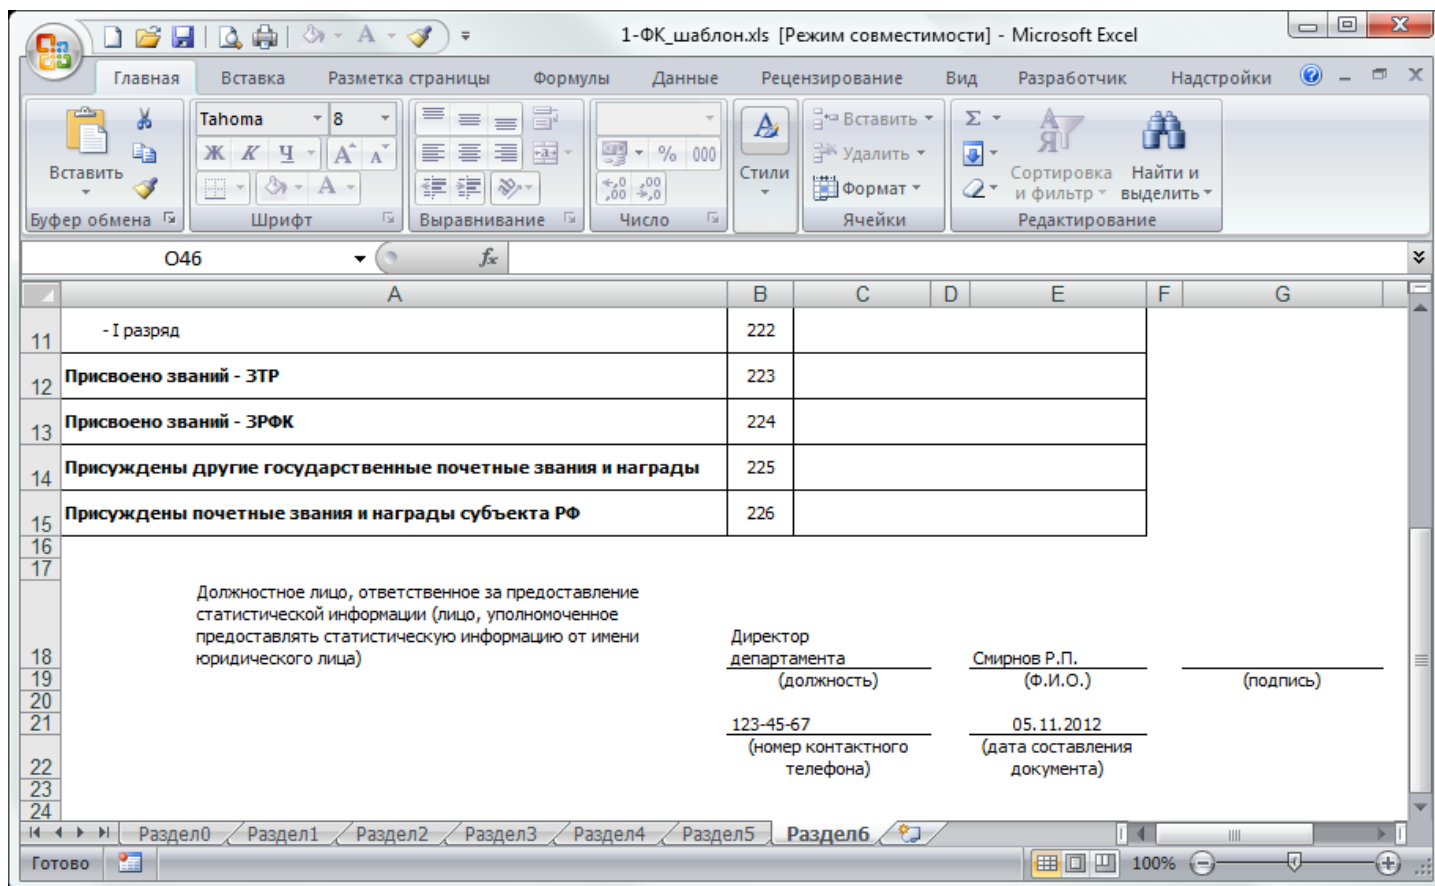 1-ФК_шаблон.xls [Режим совместимости] - Microsoft Excel
Главная Вставка Разметка страницы Формулы Данные Рецензирование Вид Разработчик Надстройки
Вставить
Буфер обмена
Tahoma 8
Ж К Ч А А
А
Шрифт
Выравнивание
% 000
,0 ,00
,00 ,0
Число
Стили
Вставить
Удалить
Формат
Ячейки
Σ
Сортировка и фильтр
Найти и выделить
Редактирование
O46 fx
A B C D E F G
11 - I разряд 222
12 Присвоено званий - ЗТР 223
13 Присвоено званий - ЗРФК 224
14 Присуждены другие государственные почетные звания и награды 225
15 Присуждены почетные звания и награды субъекта РФ 226
16
17
Должностное лицо, ответственное за предоставление
статистической информации (лицо, уполномоченное
предоставлять статистическую информацию от имени Директор
18 юридического лица) департамента Смирнов Р.П.
19 (должность) (Ф.И.О.) (подпись)
20
21 123-45-67 05.11.2012
(номер контактного (дата составления
22 телефона) документа)
23
24
Раздел0 Раздел1 Раздел2 Раздел3 Раздел4 Раздел5 Раздел6
Готово 100%